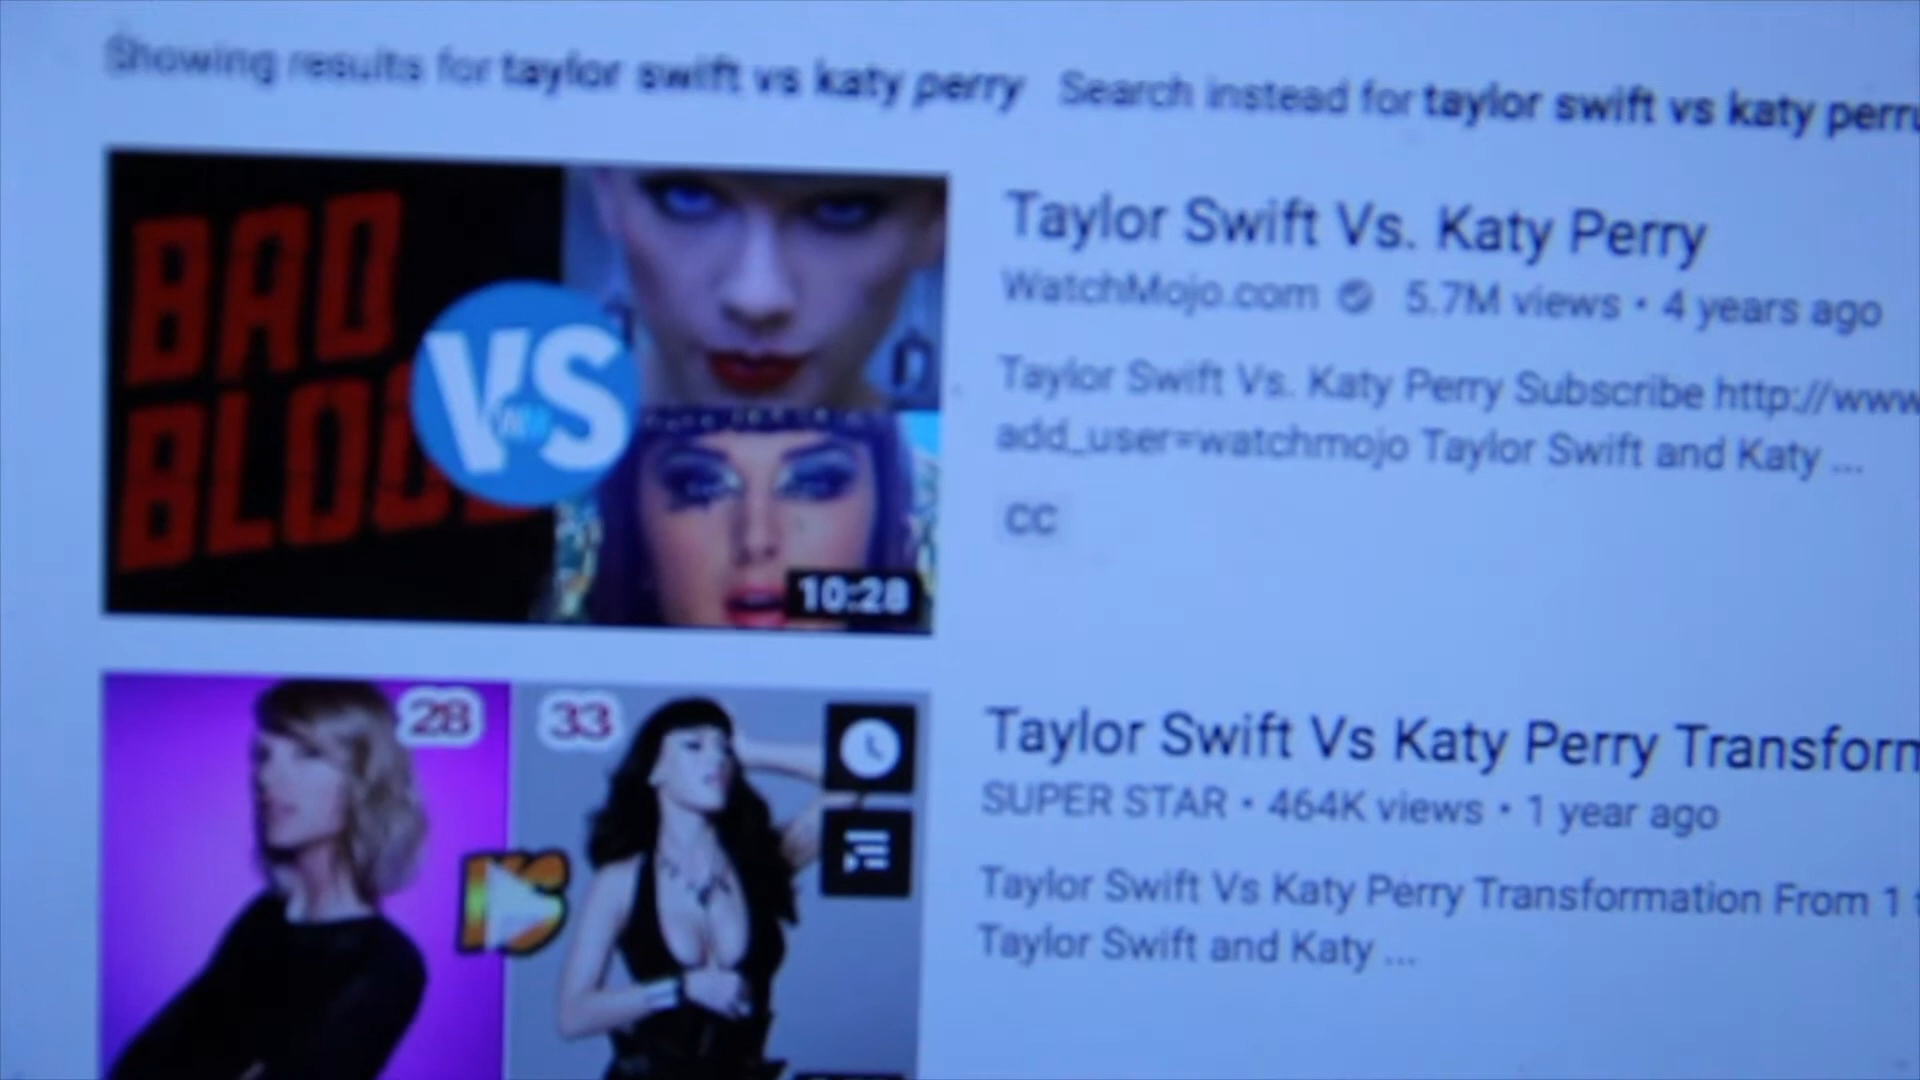 Showing results for taylor swift vs katy perry Search instead for taylor swift vs katy perru
BAD
BLOO
VS
10:28
Taylor Swift Vs. Katy Perry
WatchMojo.com 5.7M views • 4 years ago
Taylor Swift Vs. Katy Perry Subscribe http://www
add_user=watchmojo Taylor Swift and Katy ...
CC
28
33
VS
Taylor Swift Vs Katy Perry Transform
SUPER STAR • 464K views • 1 year ago
Taylor Swift Vs Katy Perry Transformation From 1
Taylor Swift and Katy ...